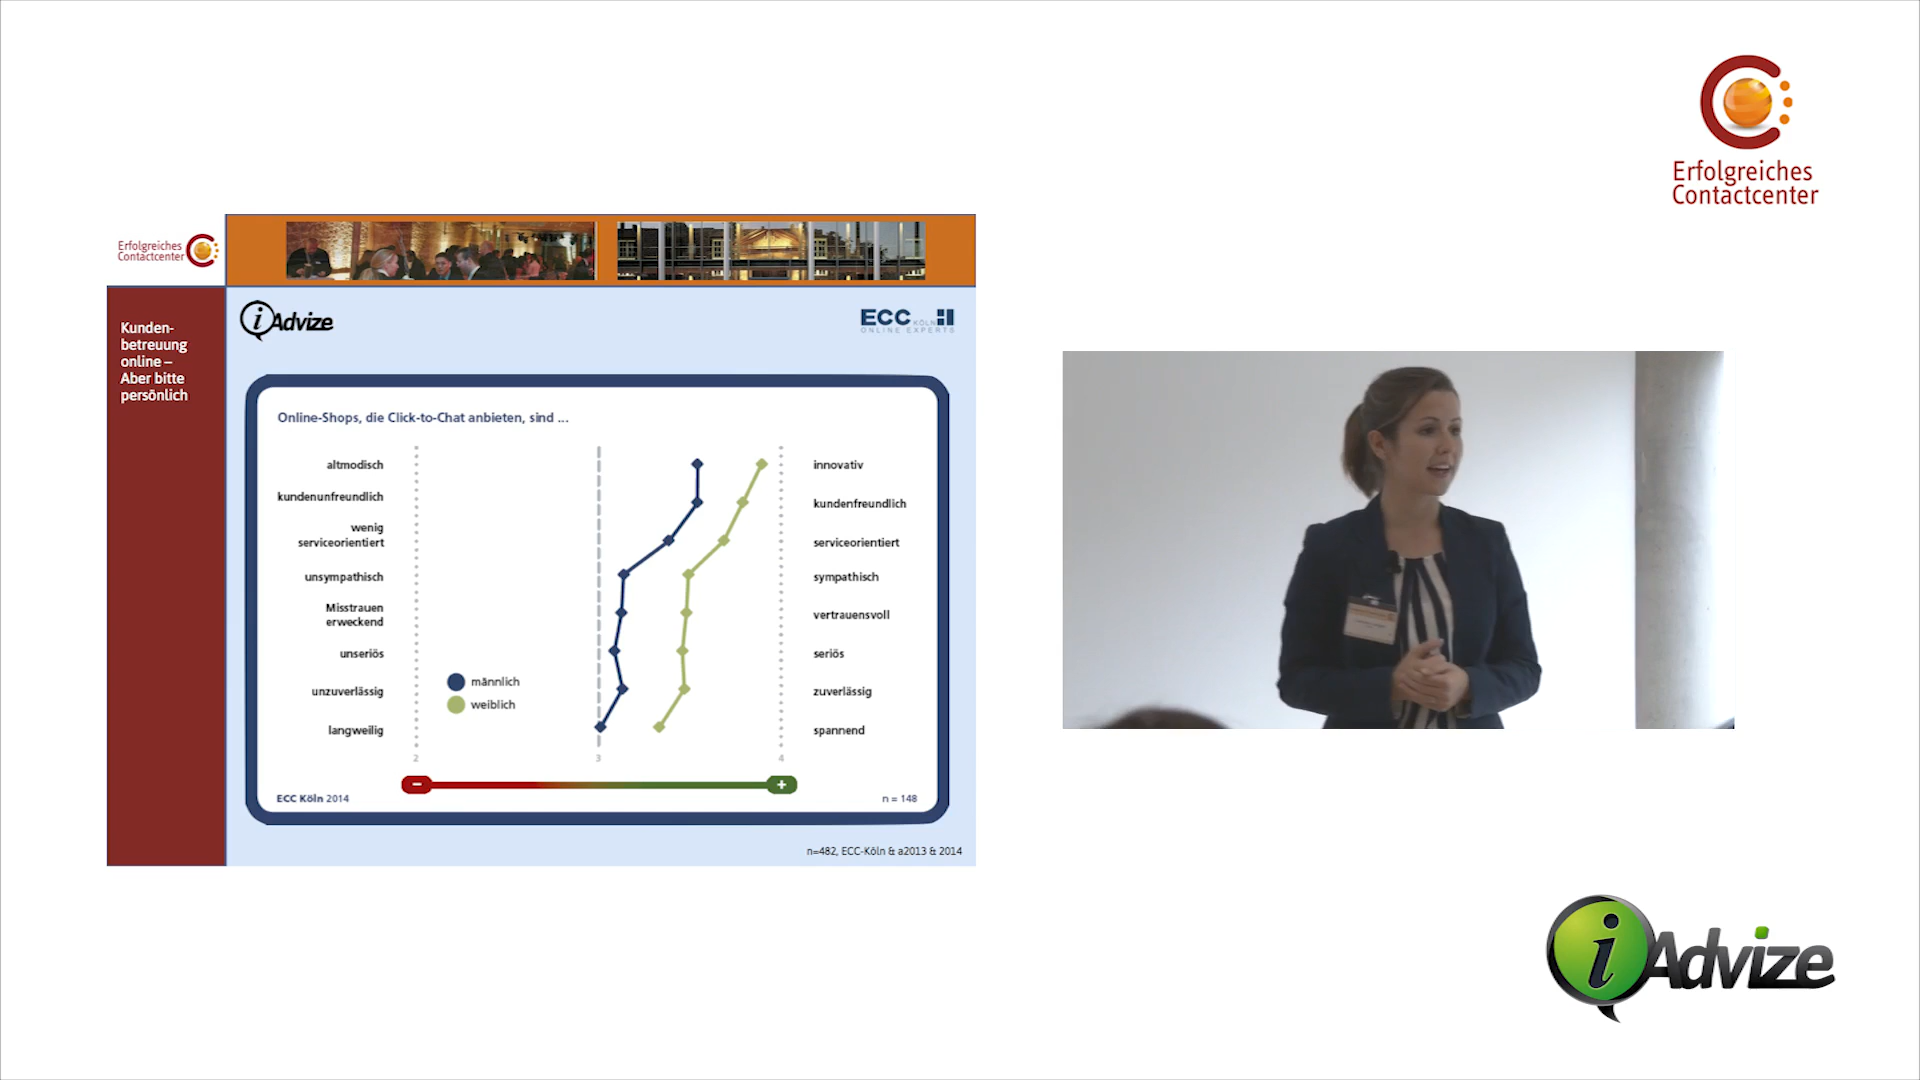 Erfolgreiches
Contactcenter
Erfolgreiches
Contactcenter
Kunden-
betreuung
online –
Aber bitte
persönlich
iAdvize
ECC KÖLN
ONLINE EXPERTS
Online-Shops, die Click-to-Chat anbieten, sind ...
altmodisch
innovativ
kundenunfreundlich
kundenfreundlich
wenig
serviceorientiert
serviceorientiert
unsympathisch
sympathisch
Misstrauen
erweckend
vertrauensvoll
unseriös
seriös
männlich
unzuverlässig
zuverlässig
weiblich
langweilig
spannend
2 3 4
– +
ECC Köln 2014
n = 148
n=482, ECC-Köln & a2013 & 2014
iAdvize